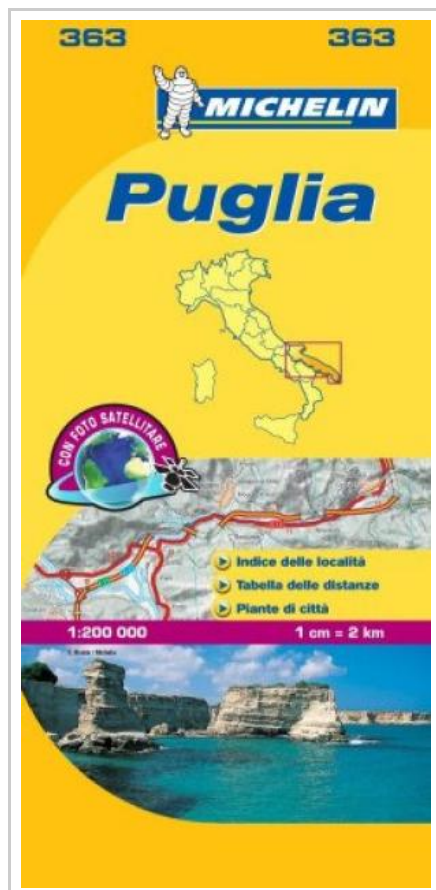 363 363
MICHELIN
Puglia
CON FOTO SATELLITARE
Indice delle località
Tabella delle distanze
Piante di città
1:200 000 1 cm = 2 km